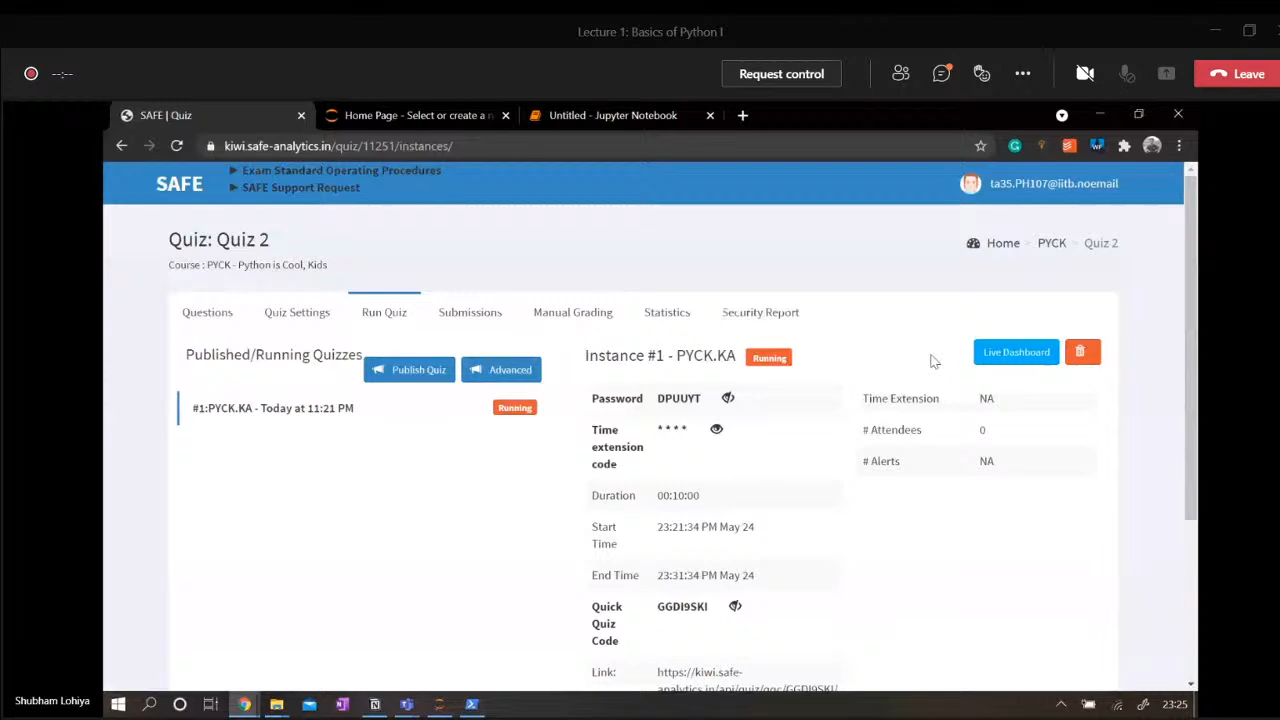 Lecture 1: Basics of Python I
--:--
Request control
Leave
SAFE | Quiz
Home Page - Select or create a n
Untitled - Jupyter Notebook
kiwi.safe-analytics.in/quiz/11251/instances/
SAFE
▶ Exam Standard Operating Procedures
▶ SAFE Support Request
ta35.PH107@iitb.noemail
Quiz: Quiz 2
Home > PYCK > Quiz 2
Course : PYCK - Python is Cool, Kids
Questions
Quiz Settings
Run Quiz
Submissions
Manual Grading
Statistics
Security Report
Published/Running Quizzes
Publish Quiz
Advanced
#1:PYCK.KA - Today at 11:21 PM
Running
Instance #1 - PYCK.KA
Running
Live Dashboard
Password DPUUYT
Time extension code ****
Duration 00:10:00
Start Time 23:21:34 PM May 24
End Time 23:31:34 PM May 24
Quick Quiz Code GGDI9SKI
Link: https://kiwi.safe-
analytics.in/api/quiz/qqc/GGDI9SKI/
Time Extension NA
# Attendees 0
# Alerts NA
Shubham Lohiya
23:25